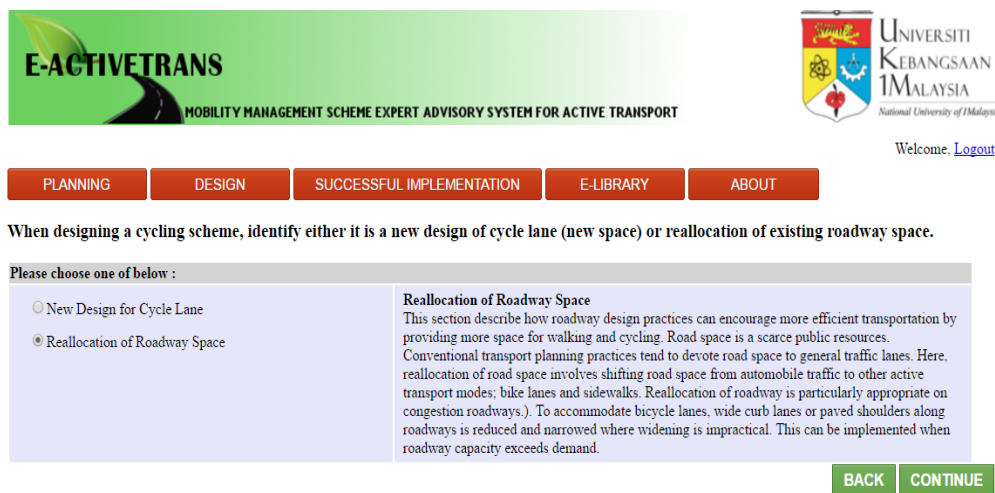 E-ACTIVETRANS
MOBILITY MANAGEMENT SCHEME EXPERT ADVISORY SYSTEM FOR ACTIVE TRANSPORT
UNIVERSITI
KEBANGSAAN
1MALAYSIA
National University of 1Malaysi
Welcome, Logout
PLANNING
DESIGN
SUCCESSFUL IMPLEMENTATION
E-LIBRARY
ABOUT
When designing a cycling scheme, identify either it is a new design of cycle lane (new space) or reallocation of existing roadway space.
Please choose one of below :
New Design for Cycle Lane
Reallocation of Roadway Space
Reallocation of Roadway Space
This section describe how roadway design practices can encourage more efficient transportation by
providing more space for walking and cycling. Road space is a scarce public resources.
Conventional transport planning practices tend to devote road space to general traffic lanes. Here,
reallocation of road space involves shifting road space from automobile traffic to other active
transport modes; bike lanes and sidewalks. Reallocation of roadway is particularly appropriate on
congestion roadways.). To accommodate bicycle lanes, wide curb lanes or paved shoulders along
roadways is reduced and narrowed where widening is impractical. This can be implemented when
roadway capacity exceeds demand.
BACK
CONTINUE